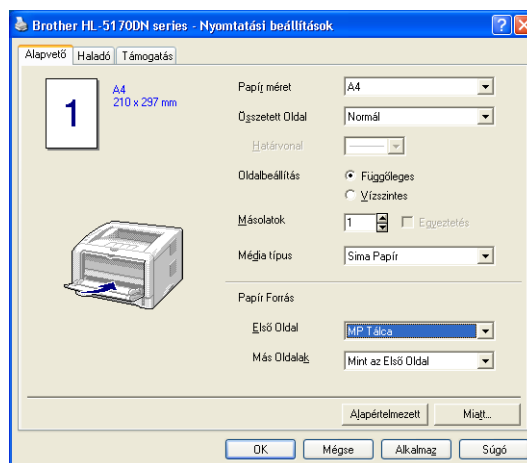 Brother HL-5170DN series - Nyomtatási beállítások
Alapvető Haladó Támogatás
1
A4
210 x 297 mm
Papír méret A4
Összetett Oldal Normál
Határvonal
Oldalbeállítás Függőleges
Vízszintes
Másolatok 1 Egyeztetés
Média típus Sima Papír
Papír Forrás
Első Oldal MP Tálca
Más Oldalak Mint az Első Oldal
Alapértelmezett Miatt...
OK Mégse Alkalmaz Súgó